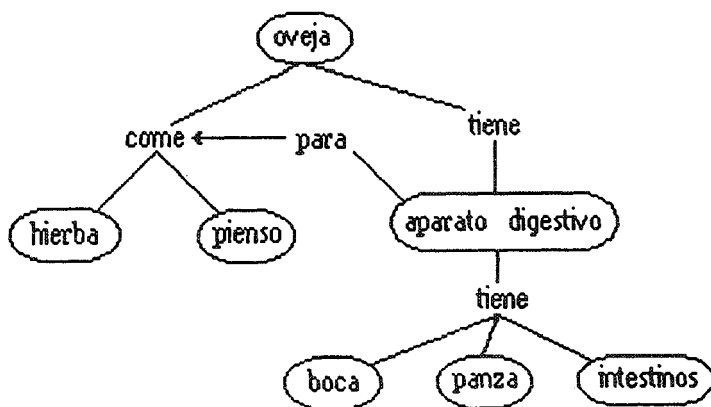 oveja
come
para
tiene
hierba
pienso
aparato digestivo
tiene
boca
panza
intestinos